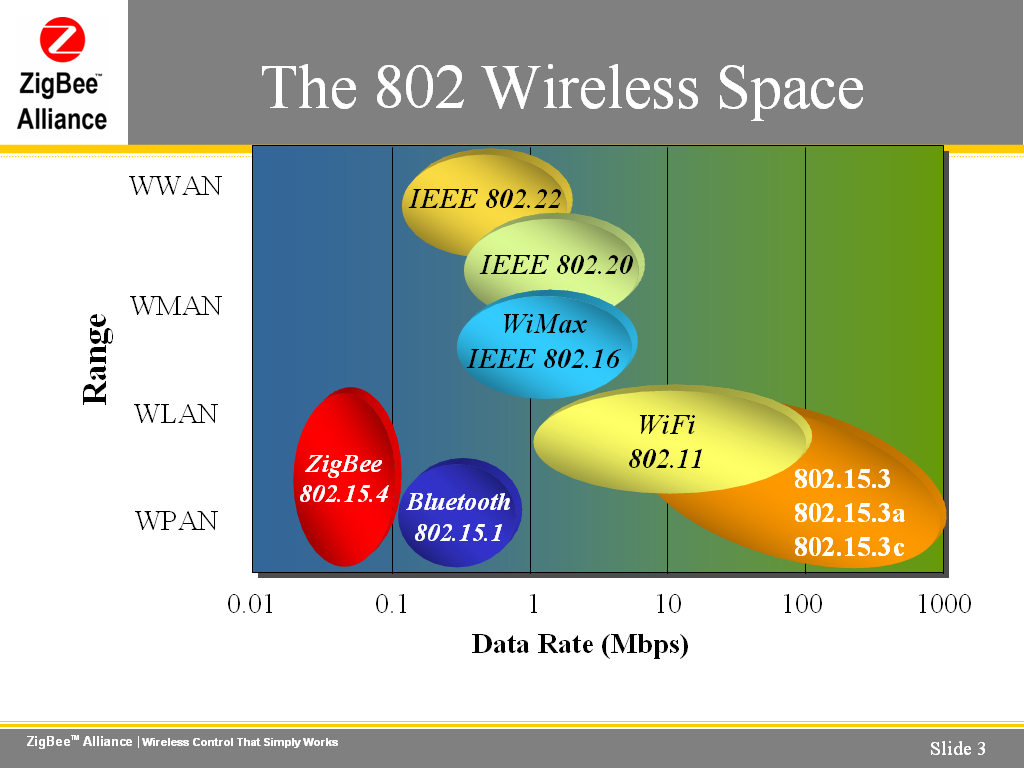 ZigBee™
Alliance
The 802 Wireless Space
WWAN
WMAN
WLAN
WPAN
Range
IEEE 802.22
IEEE 802.20
WiMax
IEEE 802.16
WiFi
802.11
ZigBee
802.15.4
Bluetooth
802.15.1
802.15.3
802.15.3a
802.15.3c
0.01 0.1 1 10 100 1000
Data Rate (Mbps)
ZigBee™ Alliance | Wireless Control That Simply Works
Slide 3